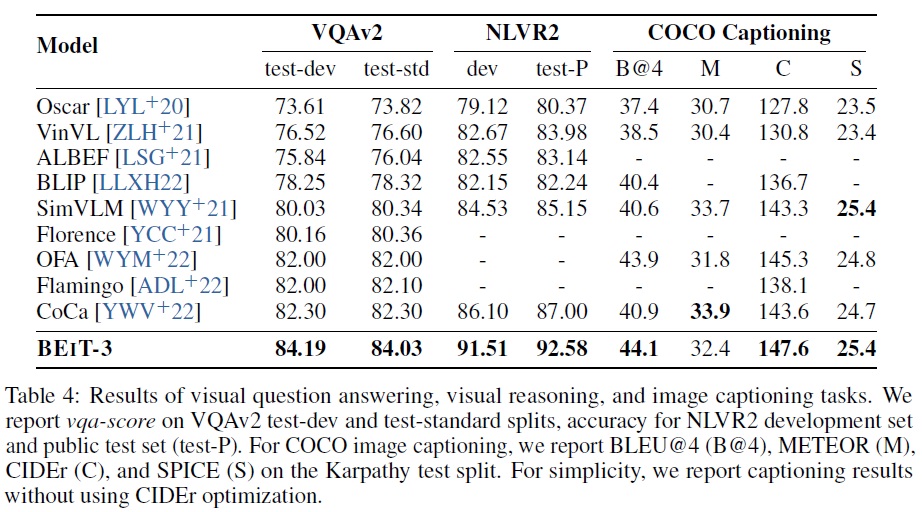 Model VQAv2 NLVR2 COCO Captioning
test-dev test-std dev test-P B@4 M C S
Oscar [LYL+20] 73.61 73.82 79.12 80.37 37.4 30.7 127.8 23.5
VinVL [ZLH+21] 76.52 76.60 82.67 83.98 38.5 30.4 130.8 23.4
ALBEF [LSG+21] 75.84 76.04 82.55 83.14 - - - -
BLIP [LLXH22] 78.25 78.32 82.15 82.24 40.4 - 136.7 -
SimVLM [WYY+21] 80.03 80.34 84.53 85.15 40.6 33.7 143.3 25.4
Florence [YCC+21] 80.16 80.36 - - - - - -
OFA [WYM+22] 82.00 82.00 - - 43.9 31.8 145.3 24.8
Flamingo [ADL+22] 82.00 82.10 - - - - 138.1 -
CoCa [YWV+22] 82.30 82.30 86.10 87.00 40.9 33.9 143.6 24.7
BEIT-3 84.19 84.03 91.51 92.58 44.1 32.4 147.6 25.4
Table 4: Results of visual question answering, visual reasoning, and image captioning tasks. We
report vqa-score on VQAv2 test-dev and test-standard splits, accuracy for NLVR2 development set
and public test set (test-P). For COCO image captioning, we report BLEU@4 (B@4), METEOR (M),
CIDEr (C), and SPICE (S) on the Karpathy test split. For simplicity, we report captioning results
without using CIDEr optimization.